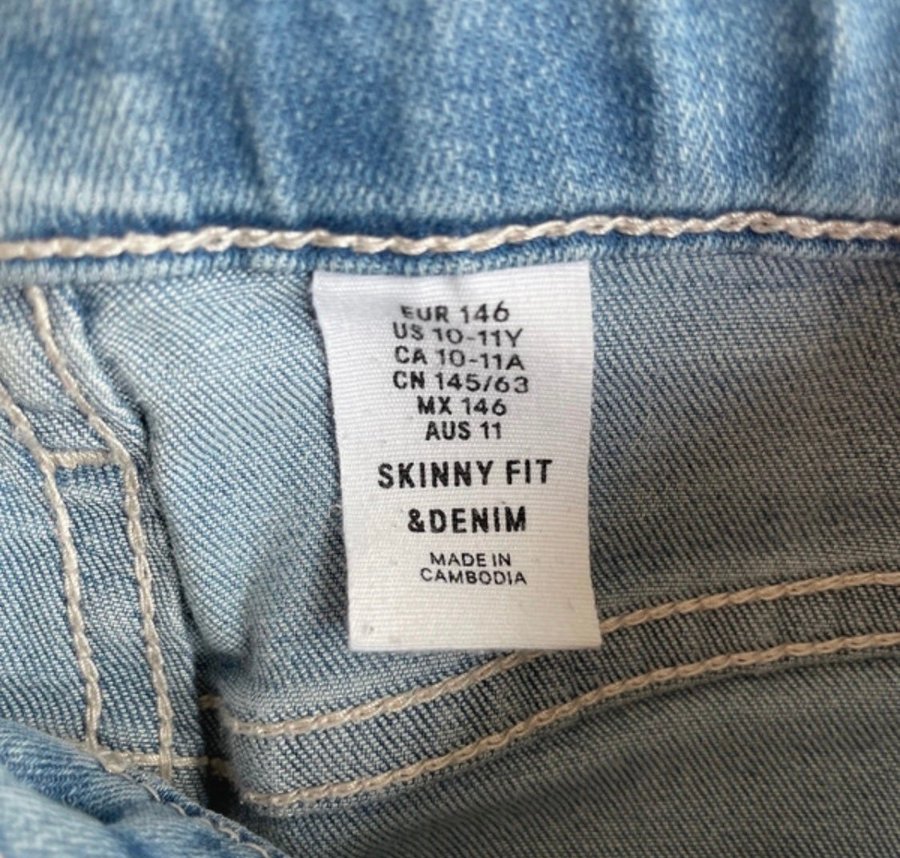 EUR 146
US 10-11Y
CA 10-11A
CN 145/63
MX 146
AUS 11
SKINNY FIT
&DENIM
MADE IN
CAMBODIA